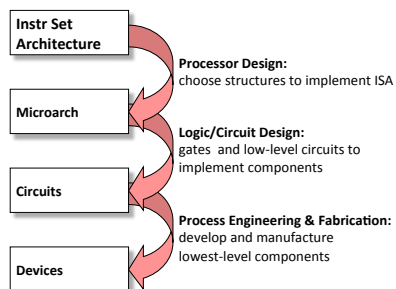 Instr Set
Architecture
Processor Design:
choose structures to implement ISA
Microarch
Logic/Circuit Design:
gates and low-level circuits to
implement components
Circuits
Process Engineering & Fabrication:
develop and manufacture
lowest-level components
Devices